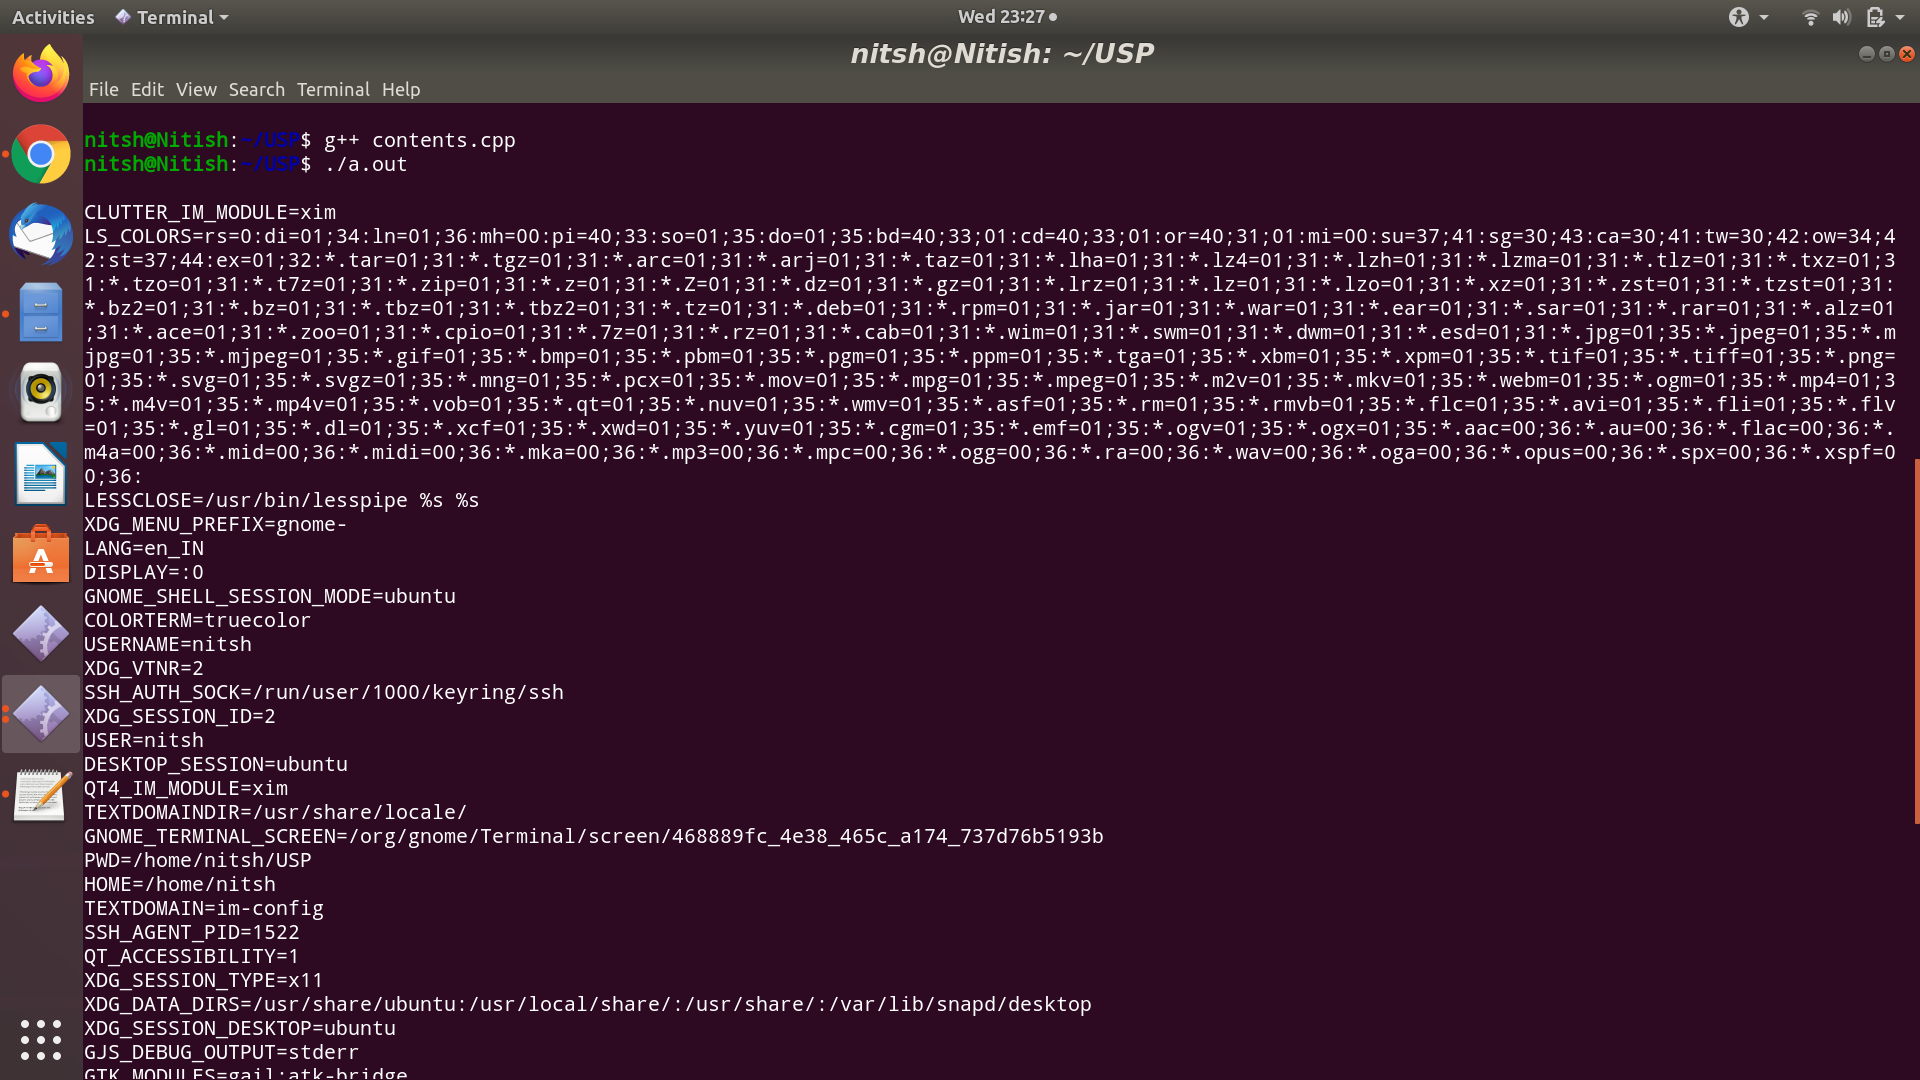 Activities Terminal Wed 23:27
nitsh@Nitish: ~/USP
File Edit View Search Terminal Help
nitsh@Nitish:~/USP$ g++ contents.cpp
nitsh@Nitish:~/USP$ ./a.out
CLUTTER_IM_MODULE=xim
LS_COLORS=rs=0:di=01;34:ln=01;36:mh=00:pi=40;33:so=01;35:do=01;35:bd=40;33;01:cd=40;33;01:or=40;31;01:mi=00:su=37;41:sg=30;43:ca=30;41:tw=30;42:ow=34;4
2:st=37;44:ex=01;32:*.tar=01;31:*.tgz=01;31:*.arc=01;31:*.arj=01;31:*.taz=01;31:*.lha=01;31:*.lz4=01;31:*.lzh=01;31:*.lzma=01;31:*.tlz=01;31:*.txz=01;3
1:*.tzo=01;31:*.t7z=01;31:*.zip=01;31:*.z=01;31:*.Z=01;31:*.dz=01;31:*.gz=01;31:*.lrz=01;31:*.lz=01;31:*.lzo=01;31:*.xz=01;31:*.zst=01;31:*.tzst=01;31:
*.bz2=01;31:*.bz=01;31:*.tbz=01;31:*.tbz2=01;31:*.tz=01;31:*.deb=01;31:*.rpm=01;31:*.jar=01;31:*.war=01;31:*.ear=01;31:*.sar=01;31:*.rar=01;31:*.alz=01
;31:*.ace=01;31:*.zoo=01;31:*.cpio=01;31:*.7z=01;31:*.rz=01;31:*.cab=01;31:*.wim=01;31:*.swm=01;31:*.dwm=01;31:*.esd=01;31:*.jpg=01;35:*.jpeg=01;35:*.m
jpg=01;35:*.mjpeg=01;35:*.gif=01;35:*.bmp=01;35:*.pbm=01;35:*.pgm=01;35:*.ppm=01;35:*.tga=01;35:*.xbm=01;35:*.xpm=01;35:*.tif=01;35:*.tiff=01;35:*.png=
01;35:*.svg=01;35:*.svgz=01;35:*.mng=01;35:*.pcx=01;35:*.mov=01;35:*.mpg=01;35:*.mpeg=01;35:*.m2v=01;35:*.mkv=01;35:*.webm=01;35:*.ogm=01;35:*.mp4=01;3
5:*.m4v=01;35:*.mp4v=01;35:*.vob=01;35:*.qt=01;35:*.nuv=01;35:*.wmv=01;35:*.asf=01;35:*.rm=01;35:*.rmvb=01;35:*.flc=01;35:*.avi=01;35:*.fli=01;35:*.flv
=01;35:*.gl=01;35:*.dl=01;35:*.xcf=01;35:*.xwd=01;35:*.yuv=01;35:*.cgm=01;35:*.emf=01;35:*.ogv=01;35:*.ogx=01;35:*.aac=00;36:*.au=00;36:*.flac=00;36:*.
m4a=00;36:*.mid=00;36:*.midi=00;36:*.mka=00;36:*.mp3=00;36:*.mpc=00;36:*.ogg=00;36:*.ra=00;36:*.wav=00;36:*.oga=00;36:*.opus=00;36:*.spx=00;36:*.xspf=0
0;36:
LESSCLOSE=/usr/bin/lesspipe %s %s
XDG_MENU_PREFIX=gnome-
LANG=en_IN
DISPLAY=:0
GNOME_SHELL_SESSION_MODE=ubuntu
COLORTERM=truecolor
USERNAME=nitsh
XDG_VTNR=2
SSH_AUTH_SOCK=/run/user/1000/keyring/ssh
XDG_SESSION_ID=2
USER=nitsh
DESKTOP_SESSION=ubuntu
QT4_IM_MODULE=xim
TEXTDOMAINDIR=/usr/share/locale/
GNOME_TERMINAL_SCREEN=/org/gnome/Terminal/screen/468889fc_4e38_465c_a174_737d76b5193b
PWD=/home/nitsh/USP
HOME=/home/nitsh
TEXTDOMAIN=im-config
SSH_AGENT_PID=1522
QT_ACCESSIBILITY=1
XDG_SESSION_TYPE=x11
XDG_DATA_DIRS=/usr/share/ubuntu:/usr/local/share/:/usr/share/:/var/lib/snapd/desktop
XDG_SESSION_DESKTOP=ubuntu
GJS_DEBUG_OUTPUT=stderr
GTK_MODULES=gail:atk-bridge